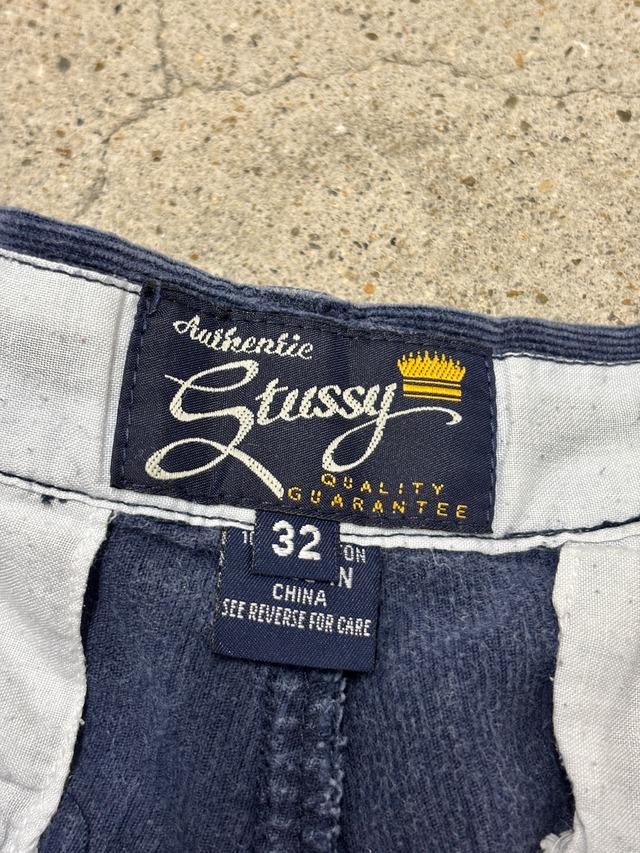 Authentic
Stussy
QUALITY
GUARANTEE
32
CHINA
SEE REVERSE FOR CARE